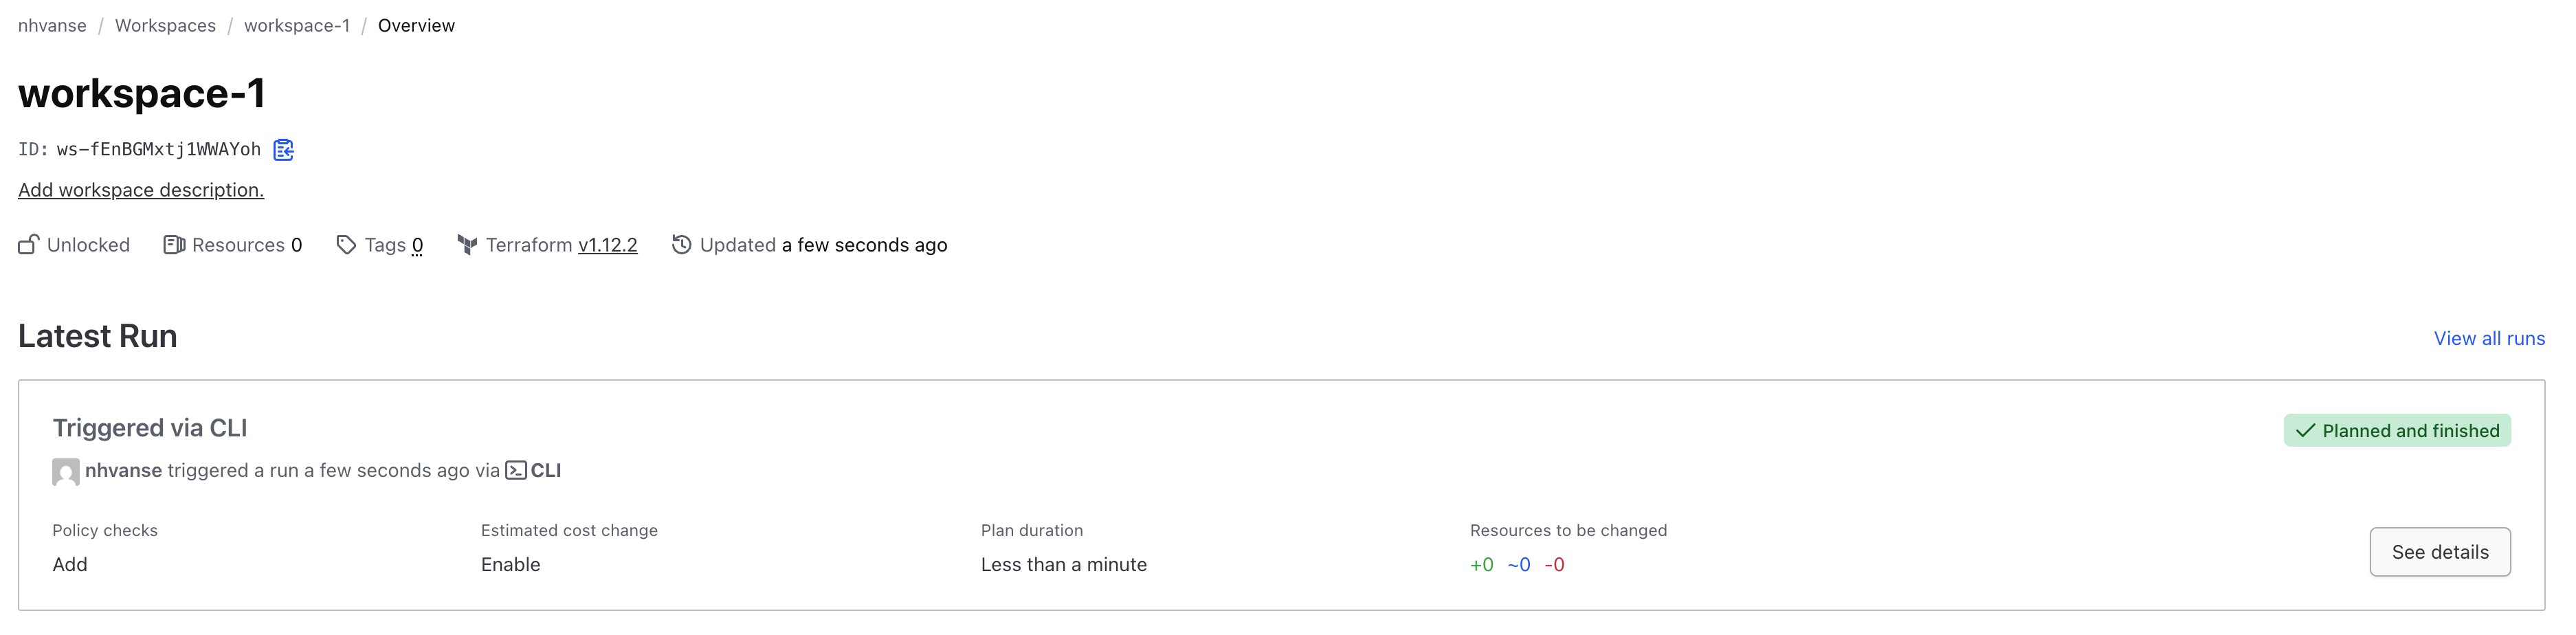 nhvanse / Workspaces / workspace-1 / Overview
workspace-1
ID: ws-fEnBGMxtj1WWAYoh
Add workspace description.
Unlocked Resources 0 Tags 0 Terraform v1.12.2 Updated a few seconds ago
Latest Run
View all runs
Triggered via CLI
Planned and finished
nhvanse triggered a run a few seconds ago via CLI
Policy checks Estimated cost change Plan duration Resources to be changed
Add Enable Less than a minute +0 ~0 -0
See details